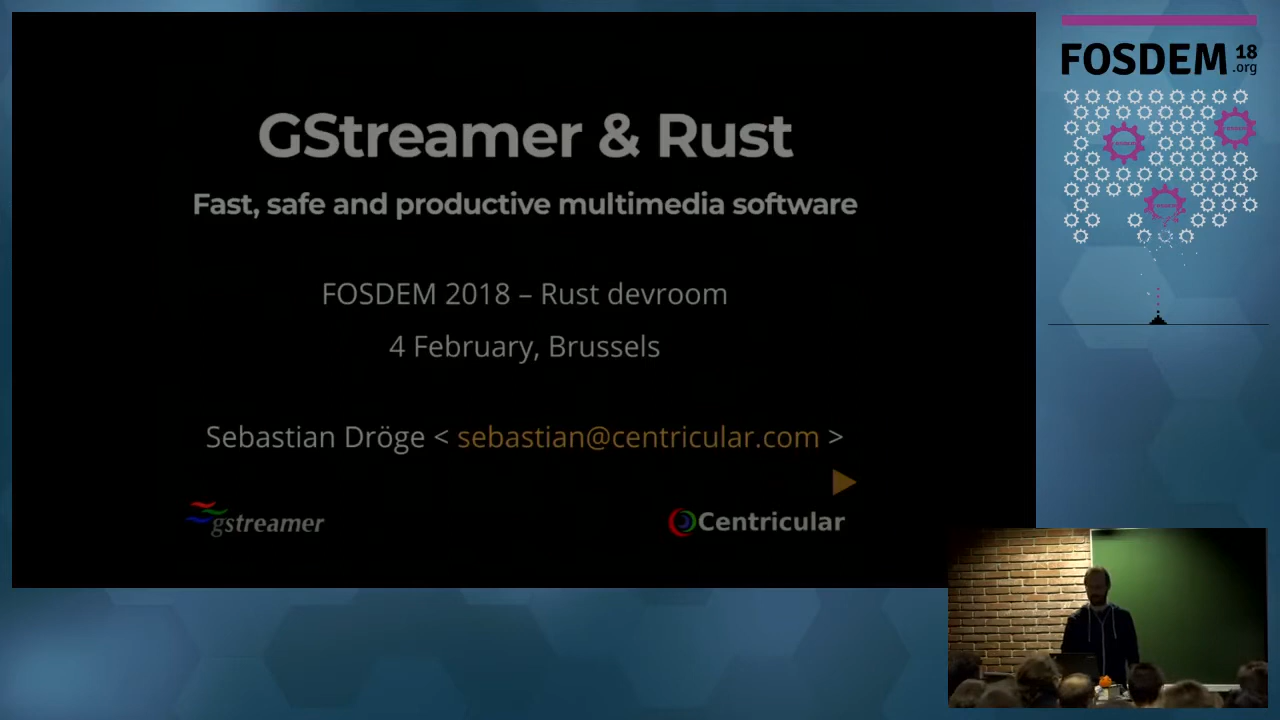 GStreamer & Rust
Fast, safe and productive multimedia software
FOSDEM 2018 – Rust devroom
4 February, Brussels
Sebastian Dröge < sebastian@centricular.com >
gstreamer
Centricular
FOSDEM 18
.org